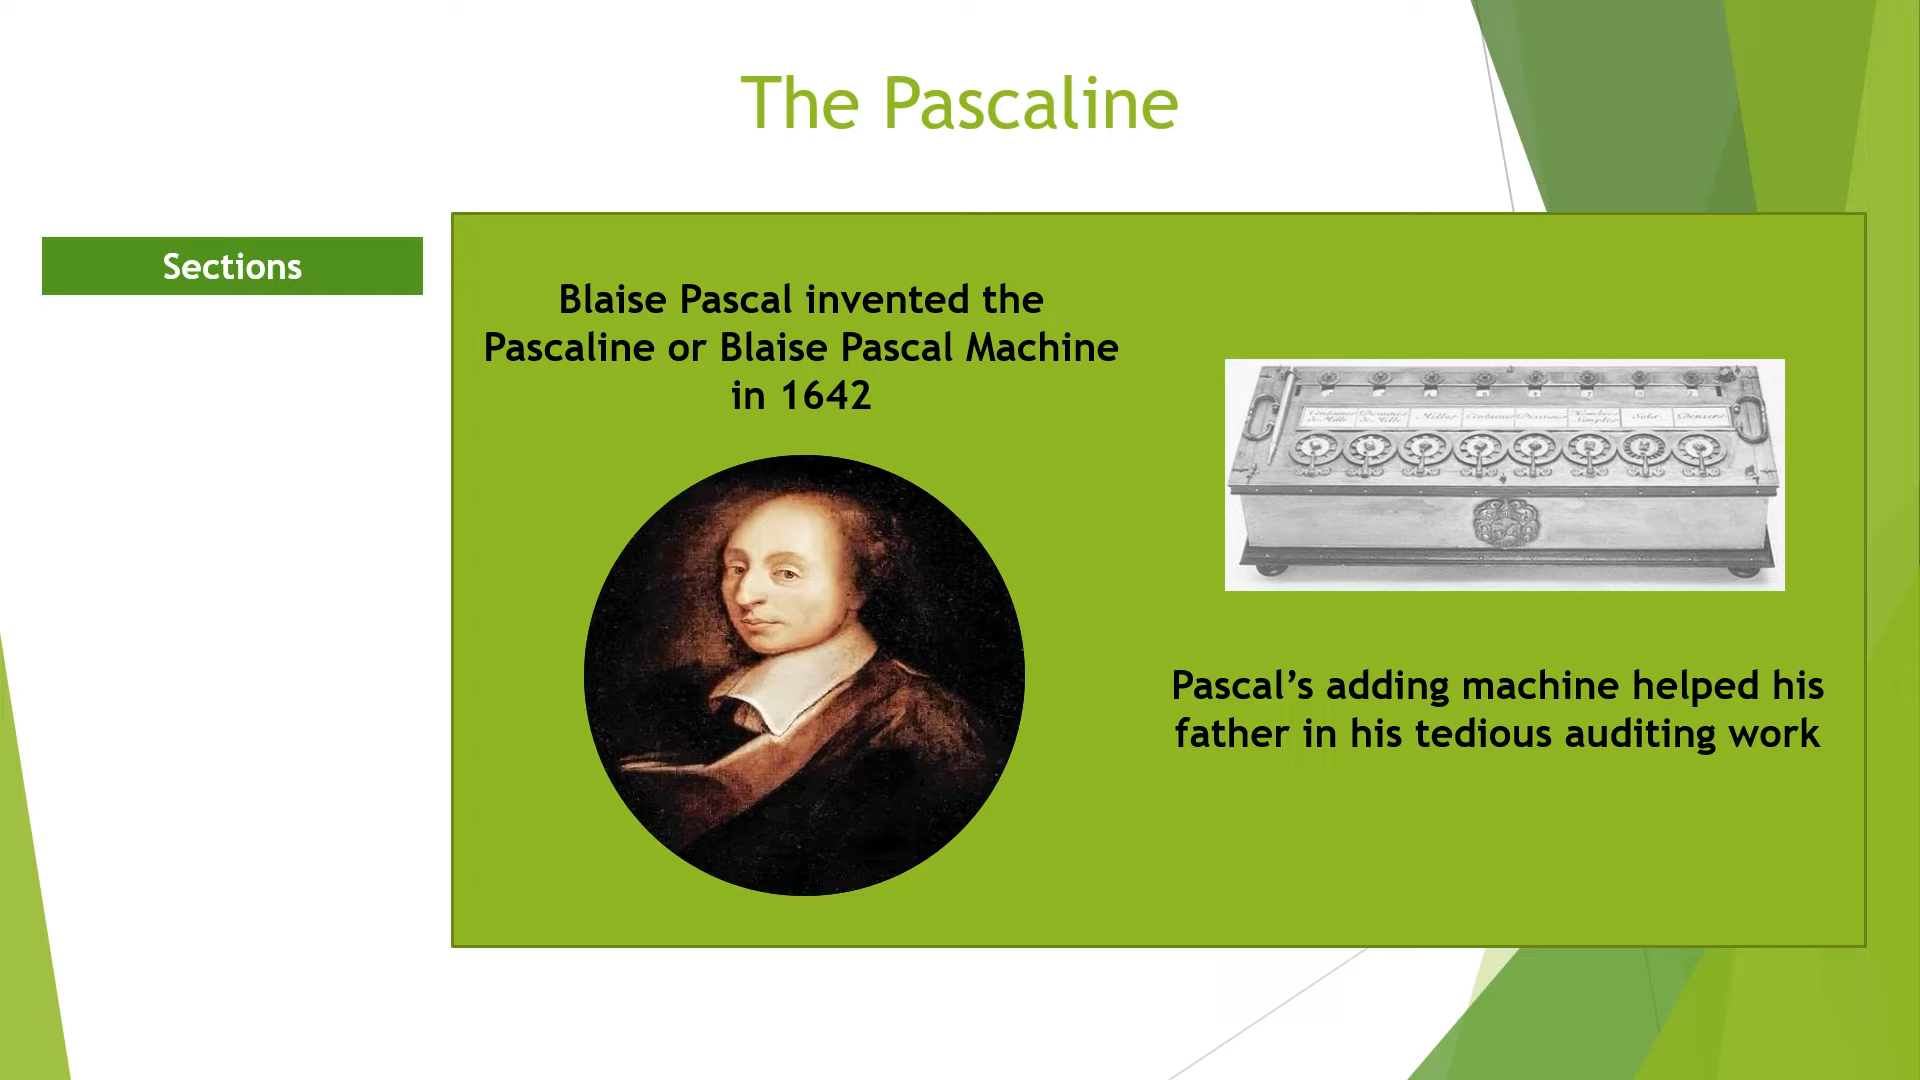 The Pascaline
Sections
Blaise Pascal invented the
Pascaline or Blaise Pascal Machine
in 1642
Pascal’s adding machine helped his
father in his tedious auditing work